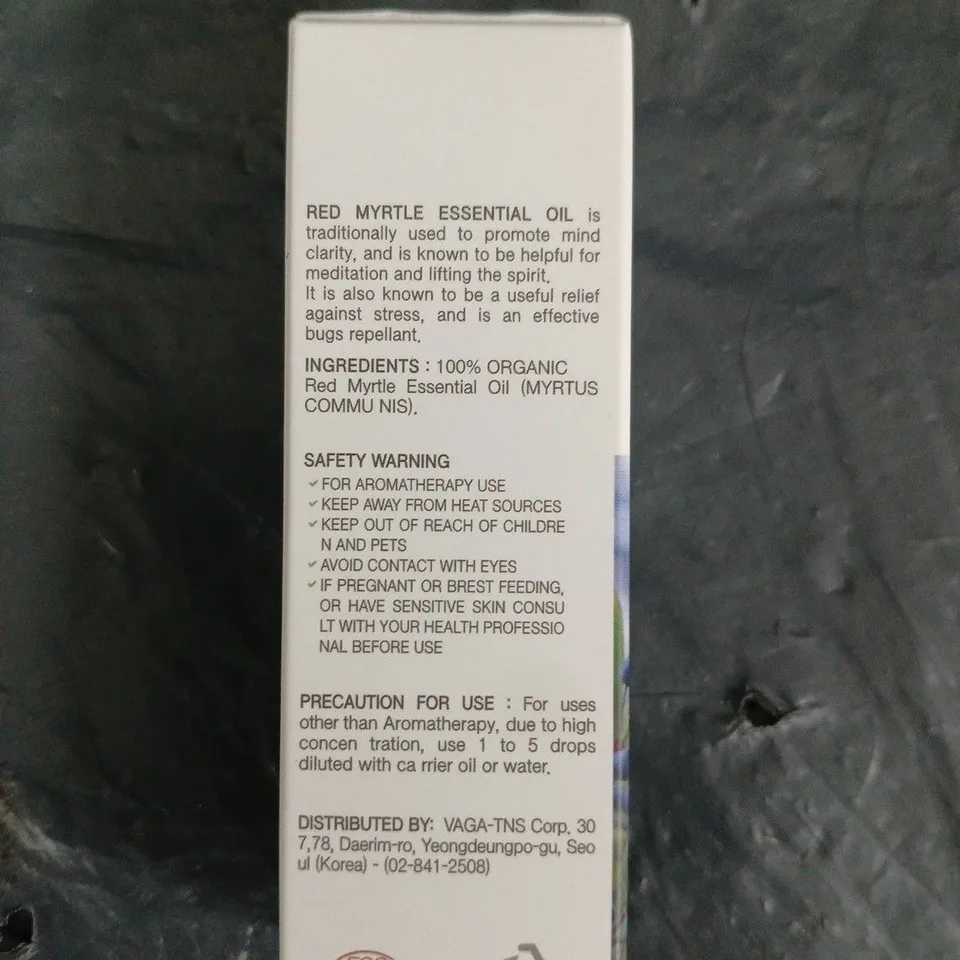 RED MYRTLE ESSENTIAL OIL is
traditionally used to promote mind
clarity, and is known to be helpful for
meditation and lifting the spirit.
It is also known to be a useful relief
against stress, and is an effective
bugs repellant.
INGREDIENTS : 100% ORGANIC
Red Myrtle Essential Oil (MYRTUS
COMMU NIS).
SAFETY WARNING
✓FOR AROMATHERAPY USE
✓KEEP AWAY FROM HEAT SOURCES
✓KEEP OUT OF REACH OF CHILDRE
N AND PETS
✓AVOID CONTACT WITH EYES
✓IF PREGNANT OR BREST FEEDING,
OR HAVE SENSITIVE SKIN CONSU
LT WITH YOUR HEALTH PROFESSIO
NAL BEFORE USE
PRECAUTION FOR USE : For uses
other than Aromatherapy, due to high
concen tration, use 1 to 5 drops
diluted with ca rrier oil or water.
DISTRIBUTED BY: VAGA-TNS Corp. 30
7,78, Daerim-ro, Yeongdeungpo-gu, Seo
ul (Korea) - (02-841-2508)